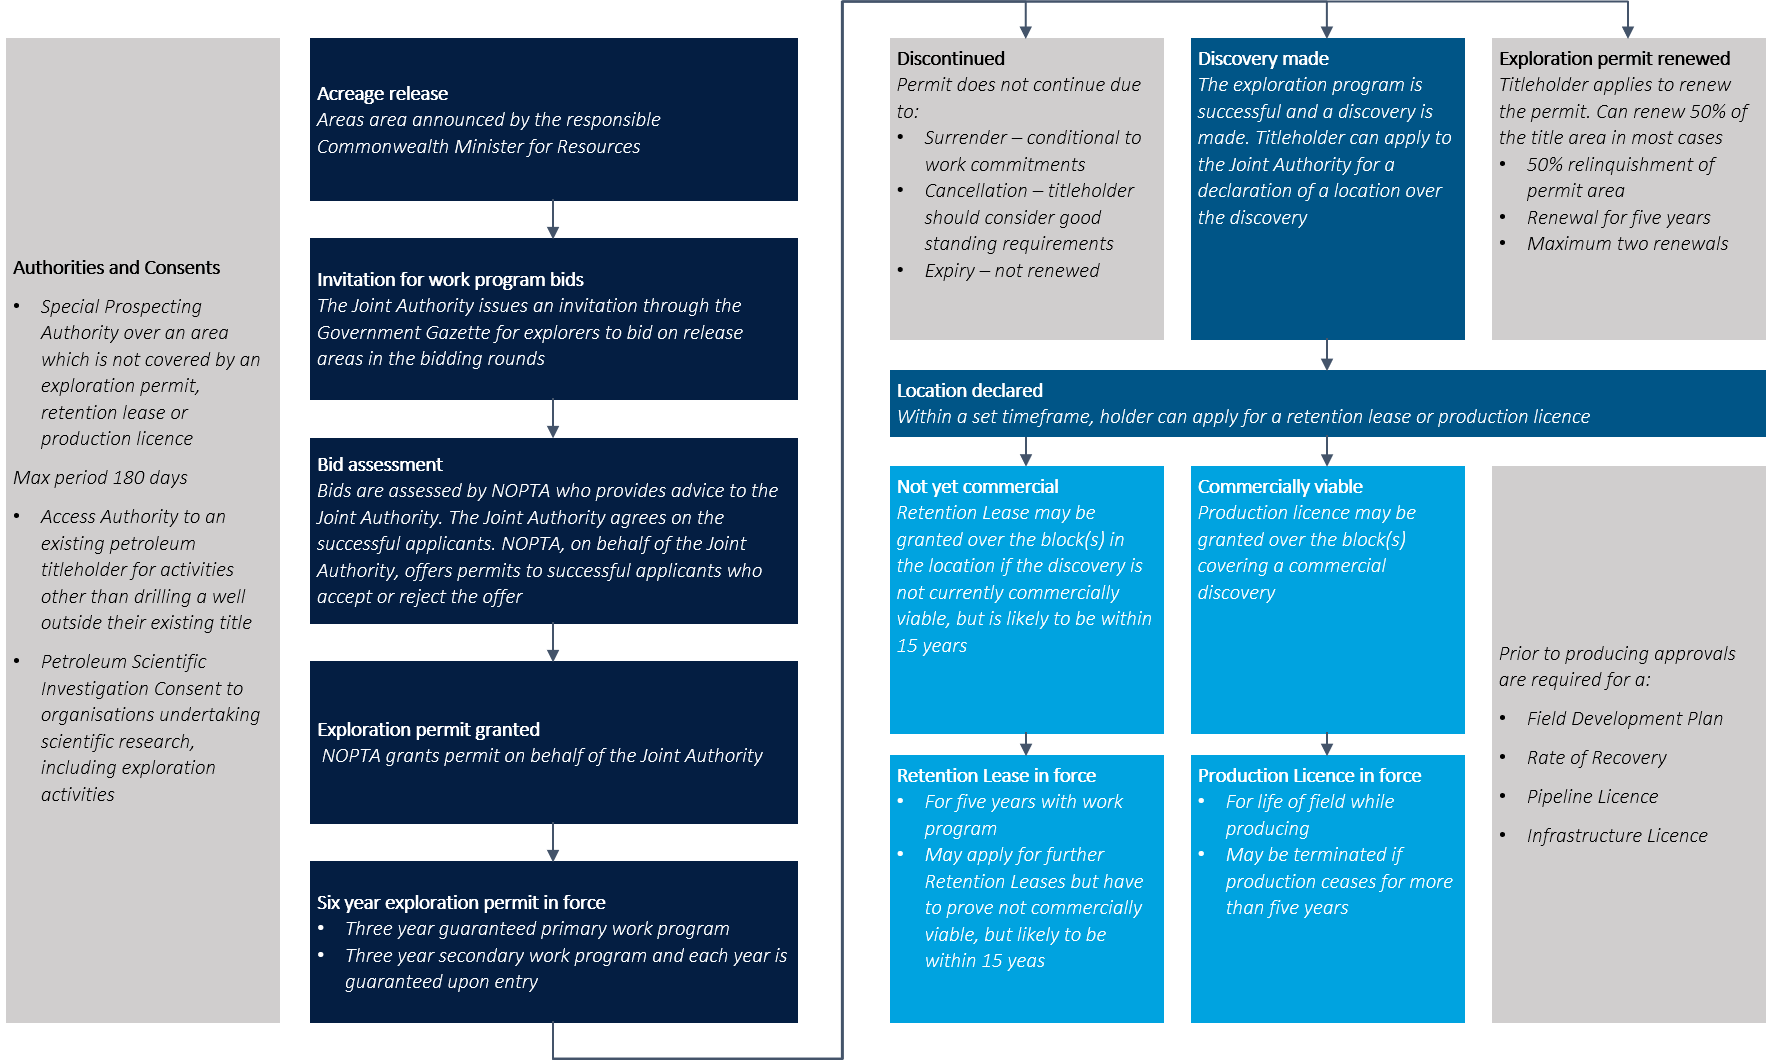 Authorities and Consents
• Special Prospecting
Authority over an area
which is not covered by an
exploration permit,
retention lease or
production licence
Max period 180 days
• Access Authority to an
existing petroleum
titleholder for activities
other than drilling a well
outside their existing title
• Petroleum Scientific
Investigation Consent to
organisations undertaking
scientific research,
including exploration
activities
Acreage release
Areas area announced by the responsible
Commonwealth Minister for Resources
Invitation for work program bids
The Joint Authority issues an invitation through the
Government Gazette for explorers to bid on release
areas in the bidding rounds
Bid assessment
Bids are assessed by NOPTA who provides advice to the
Joint Authority. The Joint Authority agrees on the
successful applicants. NOPTA, on behalf of the Joint
Authority, offers permits to successful applicants who
accept or reject the offer
Exploration permit granted
NOPTA grants permit on behalf of the Joint Authority
Six year exploration permit in force
• Three year guaranteed primary work program
• Three year secondary work program and each year is
guaranteed upon entry
Discontinued
Permit does not continue due
to:
• Surrender – conditional to
work commitments
• Cancellation – titleholder
should consider good
standing requirements
• Expiry – not renewed
Discovery made
The exploration program is
successful and a discovery is
made. Titleholder can apply to
the Joint Authority for a
declaration of a location over
the discovery
Exploration permit renewed
Titleholder applies to renew
the permit. Can renew 50% of
the title area in most cases
• 50% relinquishment of
permit area
• Renewal for five years
• Maximum two renewals
Location declared
Within a set timeframe, holder can apply for a retention lease or production licence
Not yet commercial
Retention Lease may be
granted over the block(s) in
the location if the discovery is
not currently commercially
viable, but is likely to be within
15 years
Commercially viable
Production licence may be
granted over the block(s)
covering a commercial
discovery
Retention Lease in force
• For five years with work
program
• May apply for further
Retention Leases but have
to prove not commercially
viable, but likely to be
within 15 yeas
Production Licence in force
• For life of field while
producing
• May be terminated if
production ceases for more
than five years
Prior to producing approvals
are required for a:
• Field Development Plan
• Rate of Recovery
• Pipeline Licence
• Infrastructure Licence